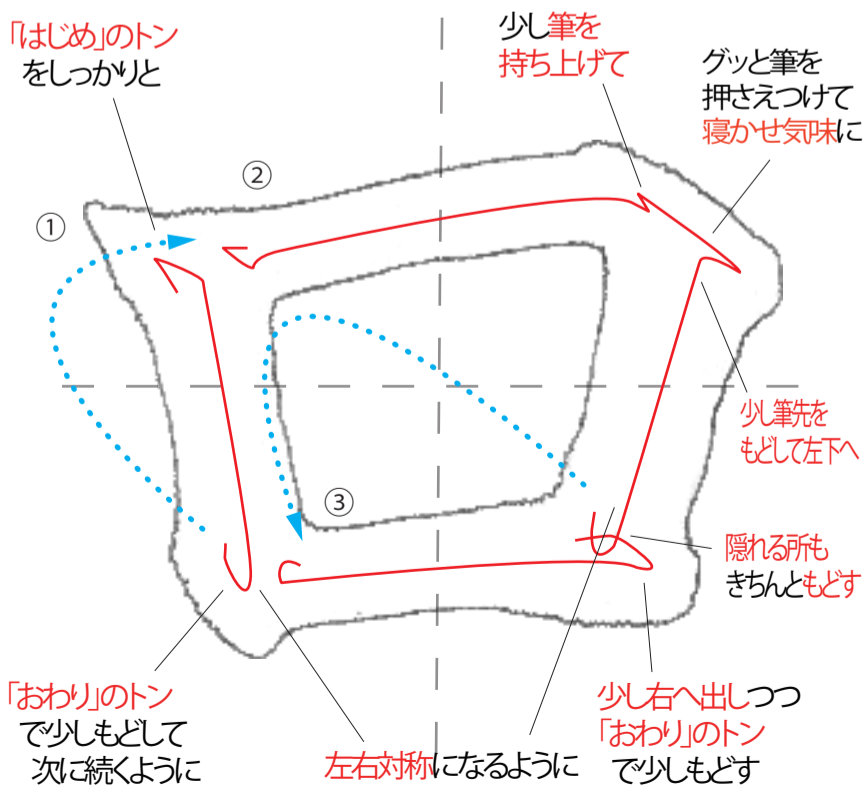 「はじめ」のトン
をしっかりと
少し筆を
持ち上げて
グッと筆を
押さえつけて
寝かせ気味に
①
②
③
少し筆先を
もどして左下へ
隠れる所も
きちんともどす
「おわり」のトン
で少しもどして
次に続くように
左右対称になるように
少し右へ出しつつ
「おわり」のトン
で少しもどす